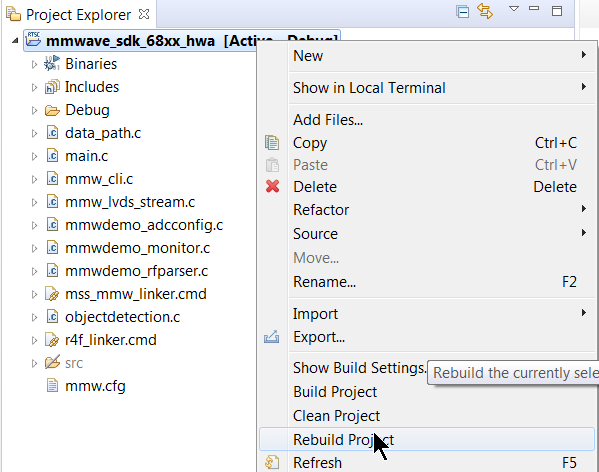 Project Explorer
RTSC
mmwave_sdk_68xx_hwa [Active - Debug]
Binaries
Includes
Debug
data_path.c
main.c
mmw_cli.c
mmw_lvds_stream.c
mmwdemo_adcconfig.c
mmwdemo_monitor.c
mmwdemo_rfparser.c
mss_mmw_linker.cmd
objectdetection.c
r4f_linker.cmd
src
mmw.cfg
New
Show in Local Terminal
Add Files...
Copy Ctrl+C
Paste Ctrl+V
Delete Delete
Refactor
Source
Move...
Rename... F2
Import
Export...
Show Build Settings.
Rebuild the currently sele
Build Project
Clean Project
Rebuild Project
Refresh F5